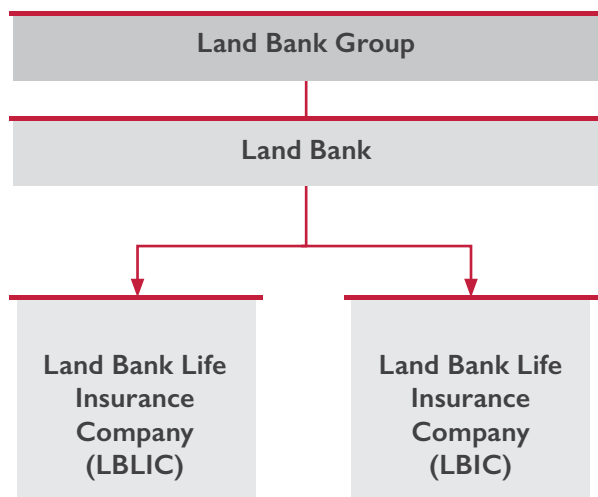 Land Bank Group
Land Bank
Land Bank Life
Insurance
Company
(LBLIC)
Land Bank Life
Insurance
Company
(LBIC)